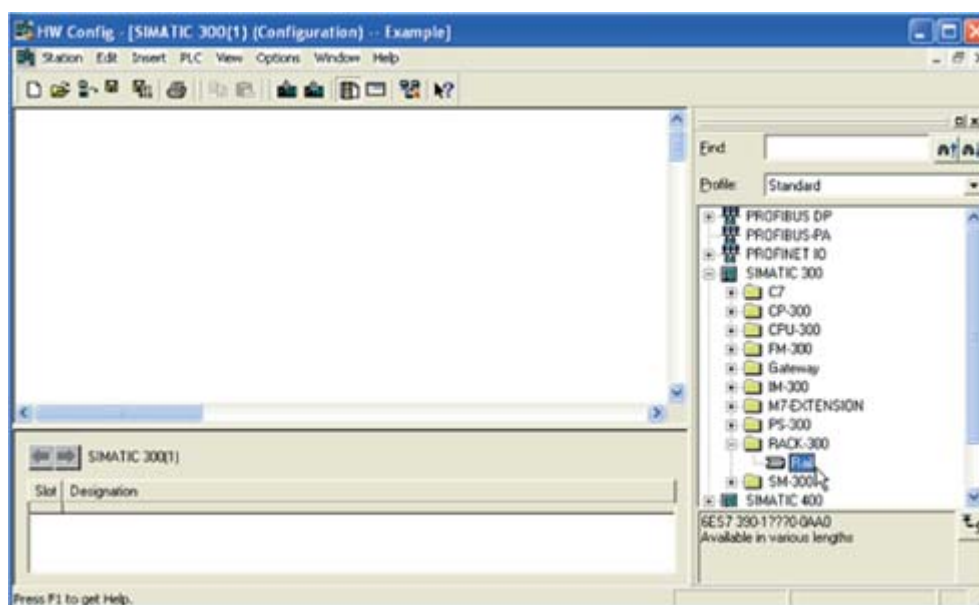 HW Config - [SIMATIC 300(1) (Configuration) -- Example]
Station Edit Insert PLC View Options Window Help
Find
Profile: Standard
PROFIBUS DP
PROFIBUS-PA
PROFINET IO
SIMATIC 300
C7
CP-300
CPU-300
FM-300
Gateway
IM-300
M7-EXTENSION
PS-300
RACK-300
Rail
SM-300
SIMATIC 400
6ES7 390-1???0-0AA0
Available in various lengths
SIMATIC 300(1)
Slot Designation
Press F1 to get Help.